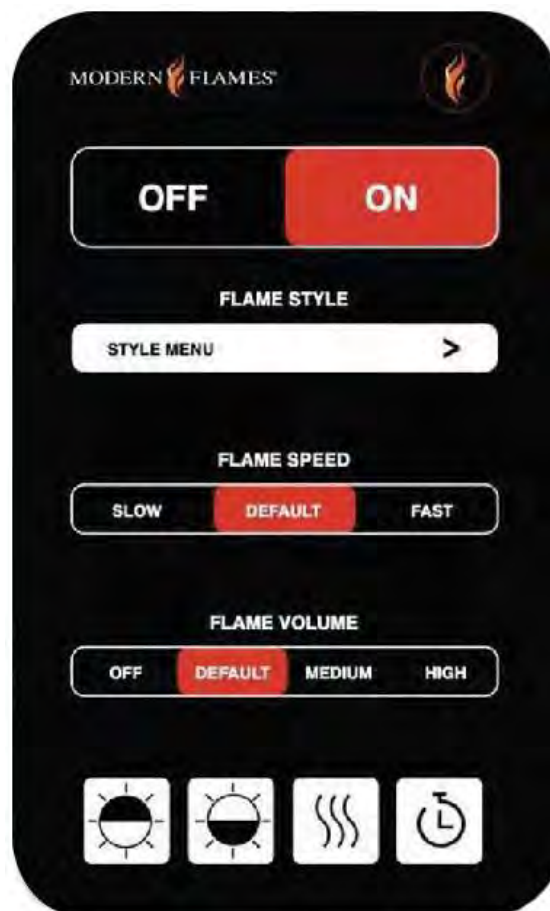 MODERN FLAMES®
OFF ON
FLAME STYLE
STYLE MENU >
FLAME SPEED
SLOW DEFAULT FAST
FLAME VOLUME
OFF DEFAULT MEDIUM HIGH